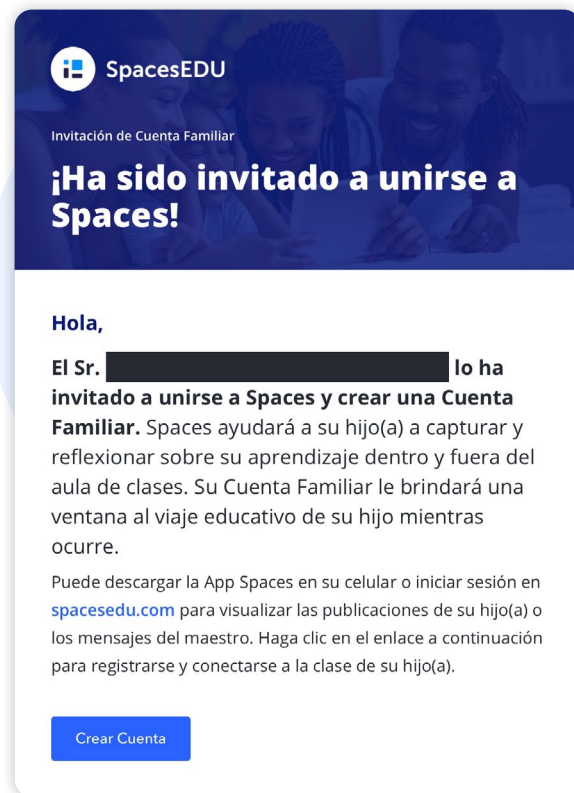 SpacesEDU
Invitación de Cuenta Familiar
¡Ha sido invitado a unirse a
Spaces!
Hola,
El Sr. lo ha
invitado a unirse a Spaces y crear una Cuenta
Familiar. Spaces ayudará a su hijo(a) a capturar y
reflexionar sobre su aprendizaje dentro y fuera del
aula de clases. Su Cuenta Familiar le brindará una
ventana al viaje educativo de su hijo mientras
ocurre.
Puede descargar la App Spaces en su celular o iniciar sesión en
spacesedu.com para visualizar las publicaciones de su hijo(a) o
los mensajes del maestro. Haga clic en el enlace a continuación
para registrarse y conectarse a la clase de su hijo(a).
Crear Cuenta